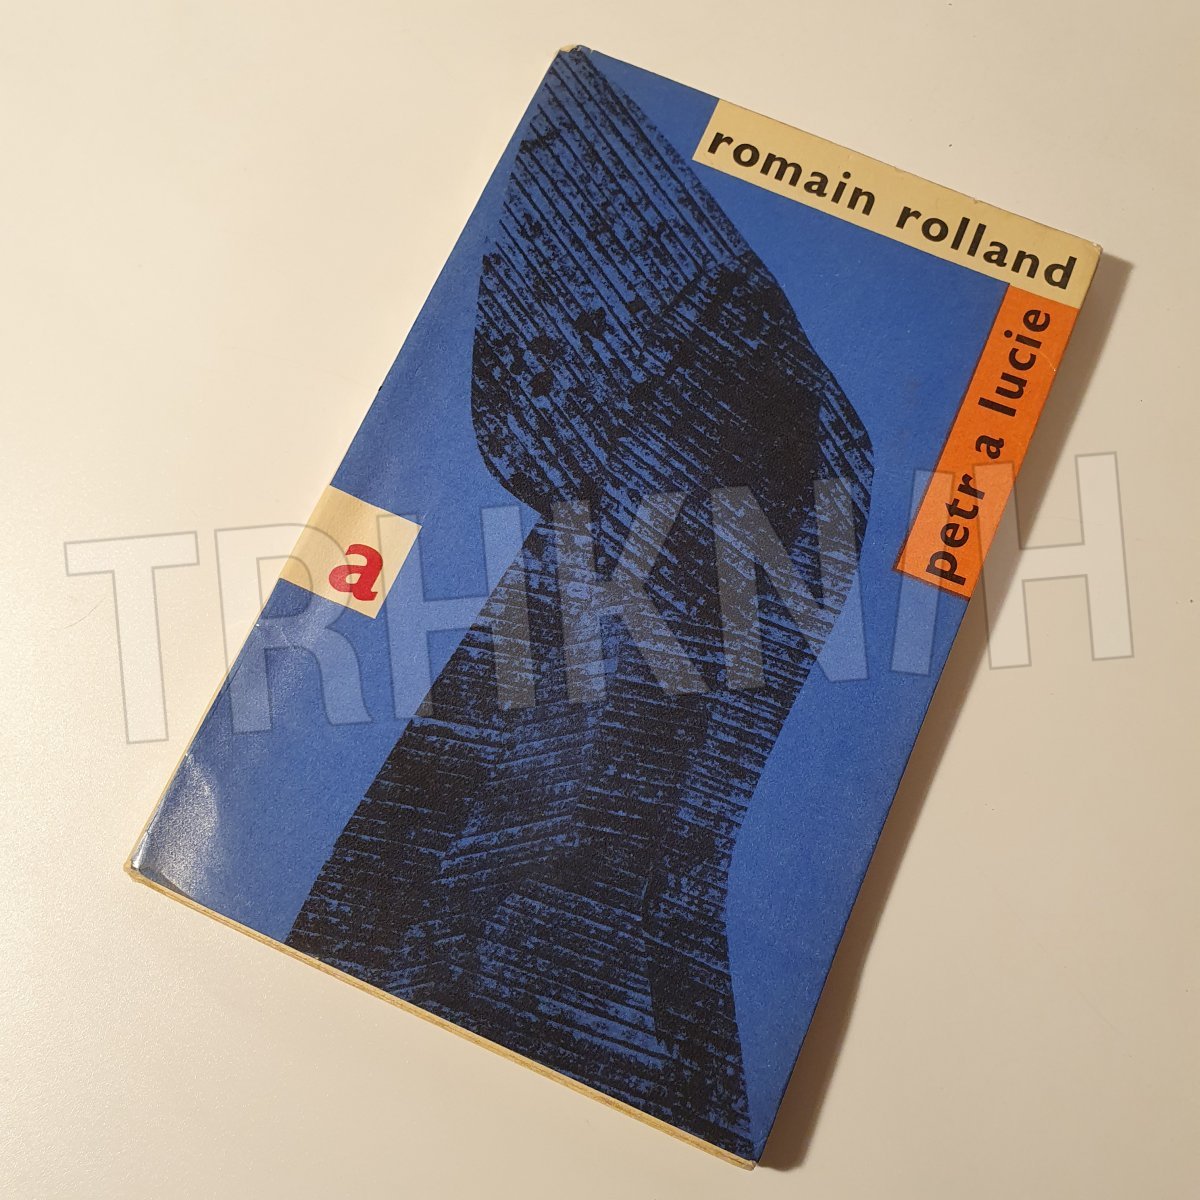 romain rolland
petr a lucie
a
TRHKNIH